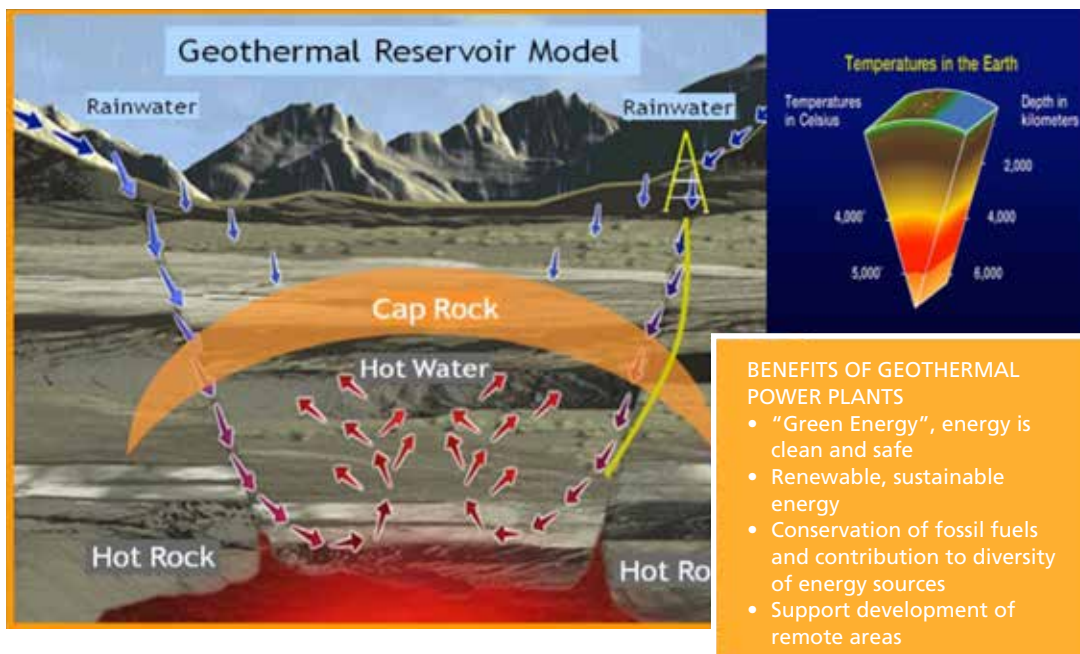 Geothermal Reservoir Model
Rainwater
Rainwater
Cap Rock
Hot Water
Hot Rock
Hot Ro
Temperatures in the Earth
Temperatures
in Celsius
Depth in
kilometers
2,000
4,000°
4,000
5,000°
6,000
BENEFITS OF GEOTHERMAL
POWER PLANTS
• “Green Energy”, energy is
clean and safe
• Renewable, sustainable
energy
• Conservation of fossil fuels
and contribution to diversity
of energy sources
• Support development of
remote areas